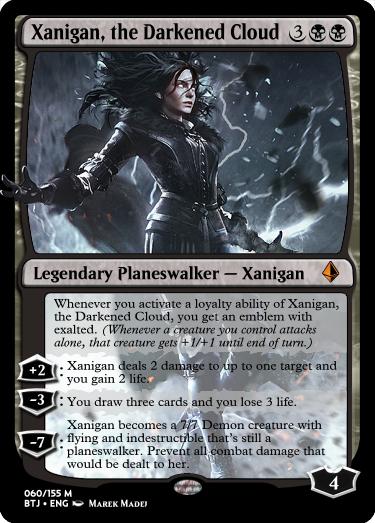 Xanigan, the Darkened Cloud 3
Legendary Planeswalker — Xanigan
Whenever you activate a loyalty ability of Xanigan,
the Darkened Cloud, you get an emblem with
exalted. (Whenever a creature you control attacks
alone, that creature gets +1/+1 until end of turn.)
+2: Xanigan deals 2 damage to up to one target and
you gain 2 life.
-3: You draw three cards and you lose 3 life.
-7: Xanigan becomes a 7/7 Demon creature with
flying and indestructible that's still a
planeswalker. Prevent all combat damage that
would be dealt to her.
4
060/155 M
BTJ • ENG Marek Madej